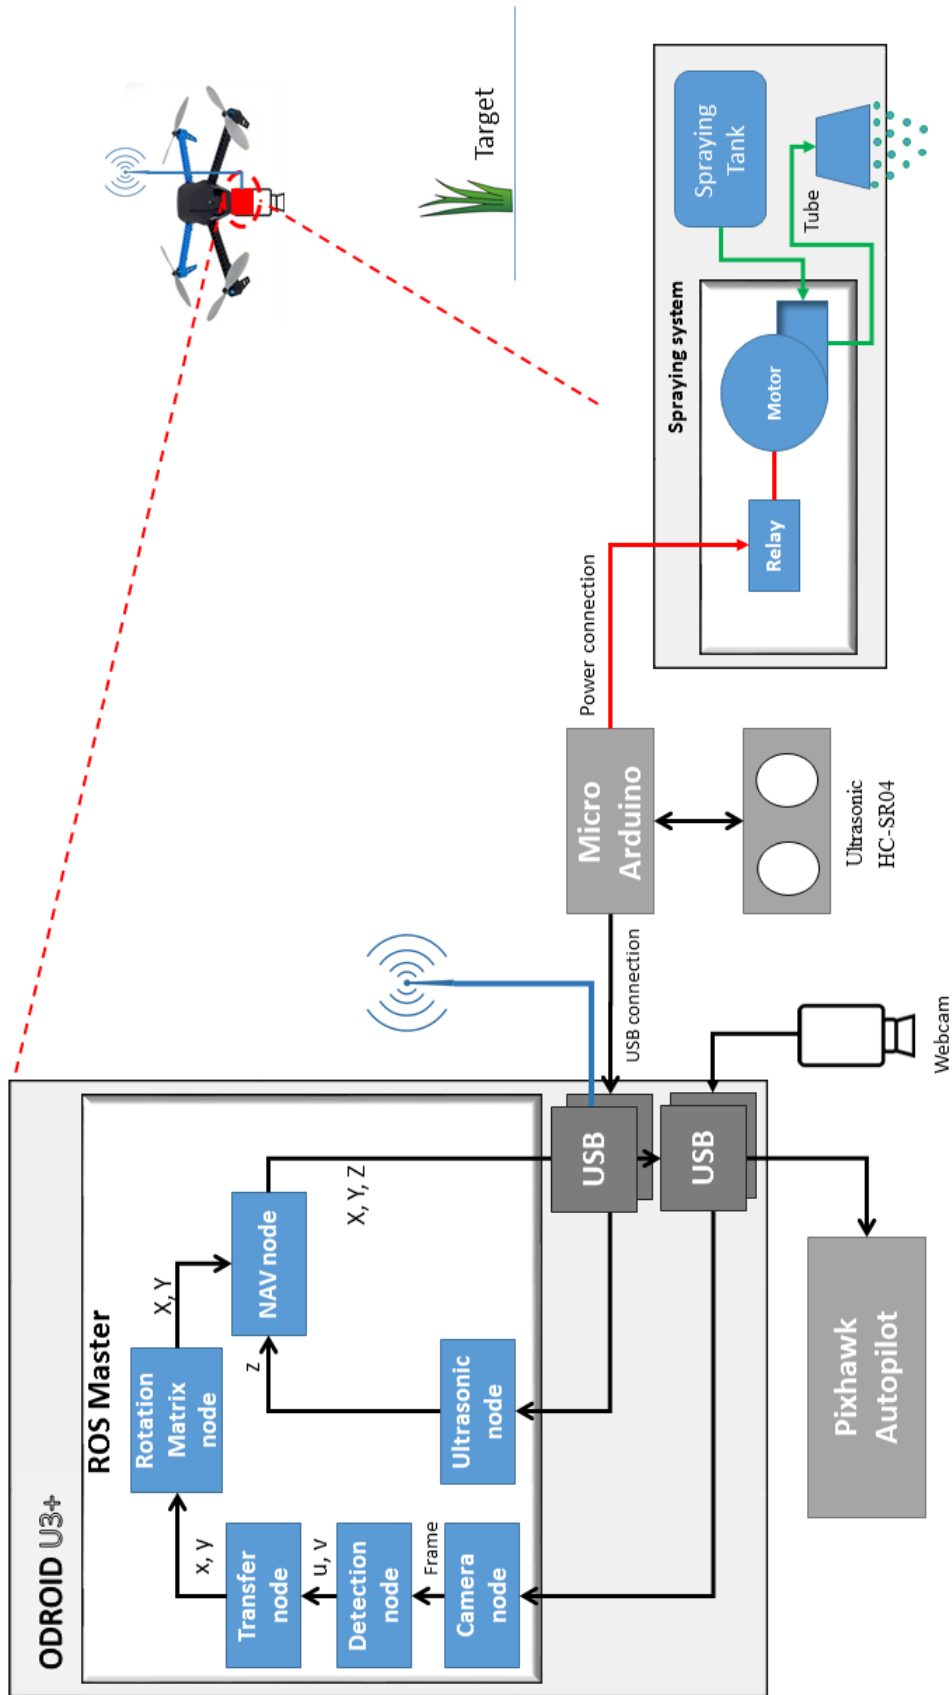 ODROID U3+
ROS Master
Transfer
node
Detection
node
Camera
node
Rotation
Matrix
node
Ultrasonic
node
NAV node
x, y
u, v
Frame
X, Y
z
X, Y, Z
USB
USB
Pixhawk
Autopilot
USB connection
Webcam
Micro
Arduino
Ultrasonic
HC-SR04
Power connection
Spraying system
Relay
Motor
Spraying
Tank
Tube
Target